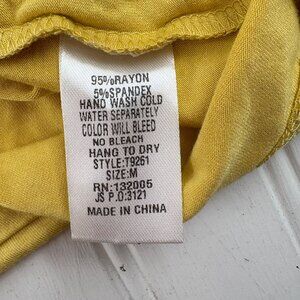 95%RAYON
5%SPANDEX
HAND WASH COLD
WATER SEPARATELY
COLOR WILL BLEED
NO BLEACH
HANG TO DRY
STYLE:T9261
SIZE:M
RN:132005
JS P.O:3121
MADE IN CHINA